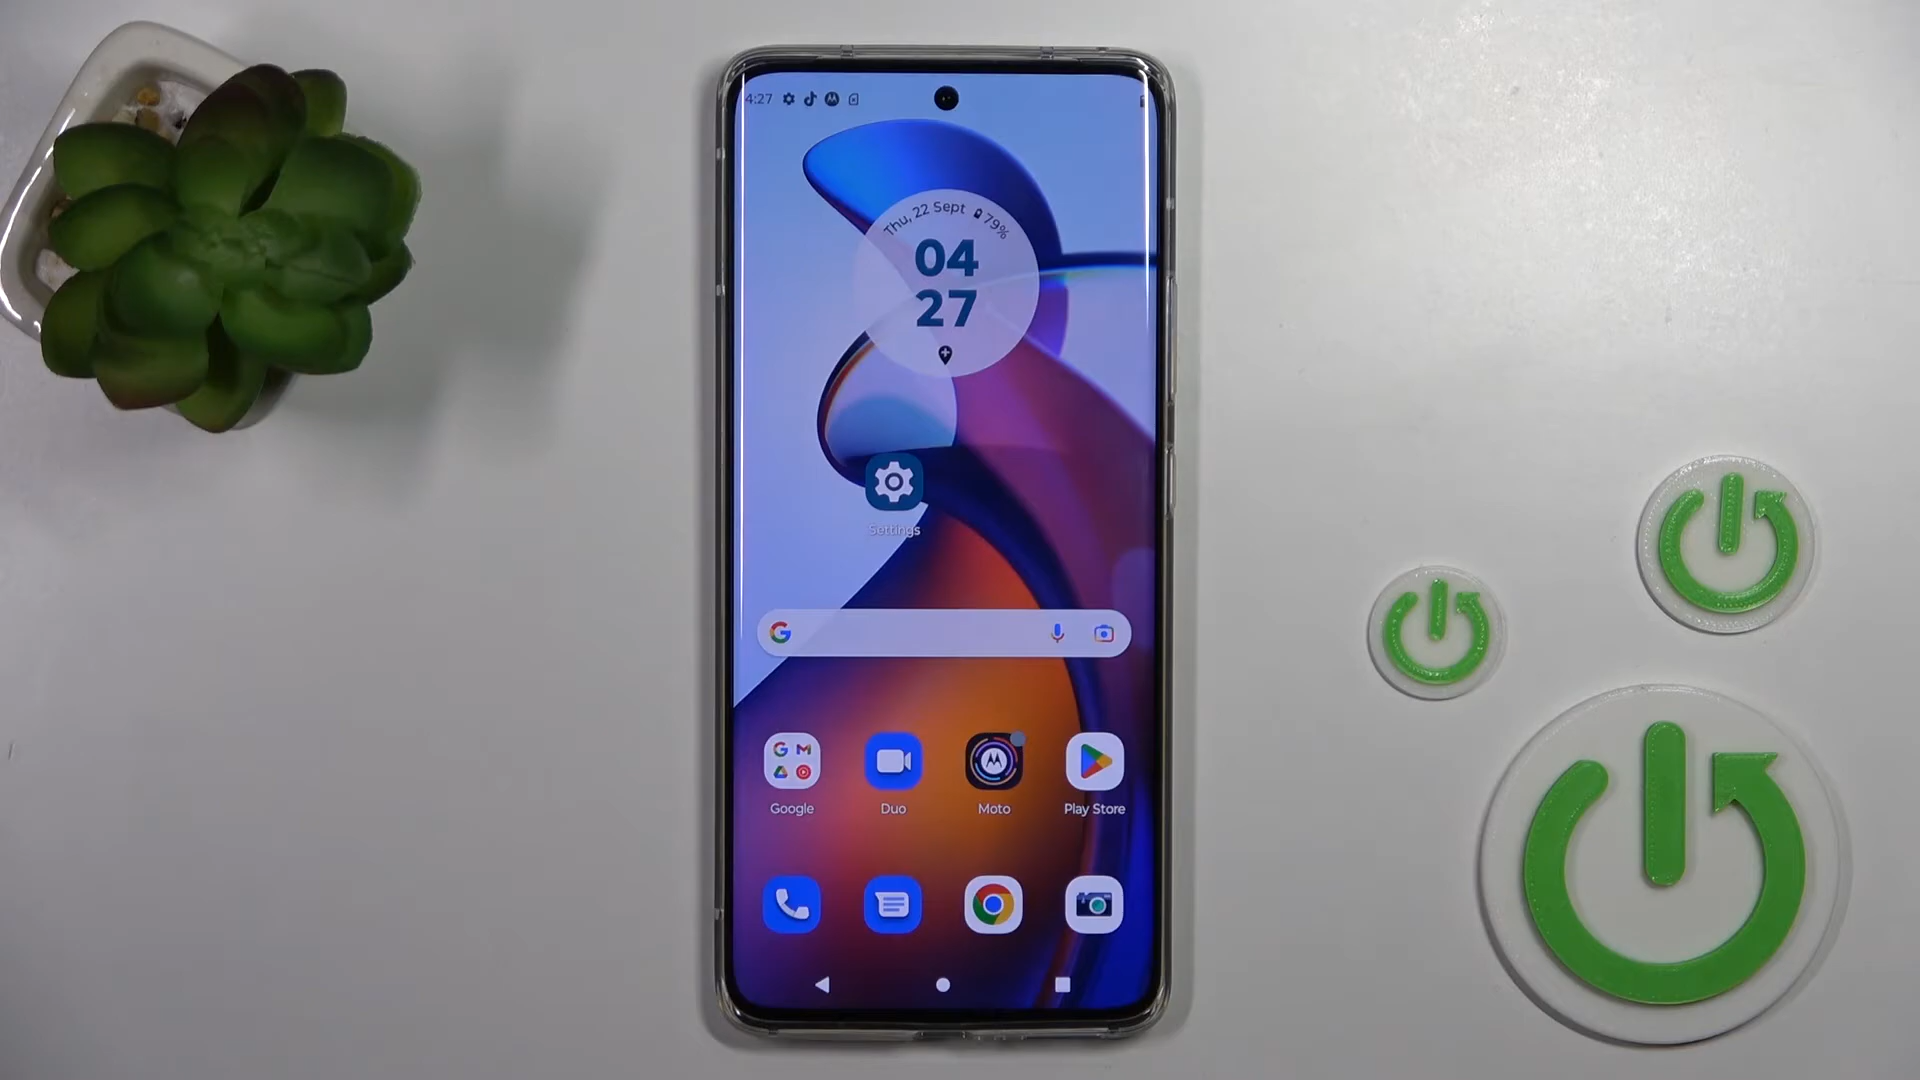 4:27
Thu, 22 Sept 79%
04
27
Settings
Google
Duo
Moto
Play Store